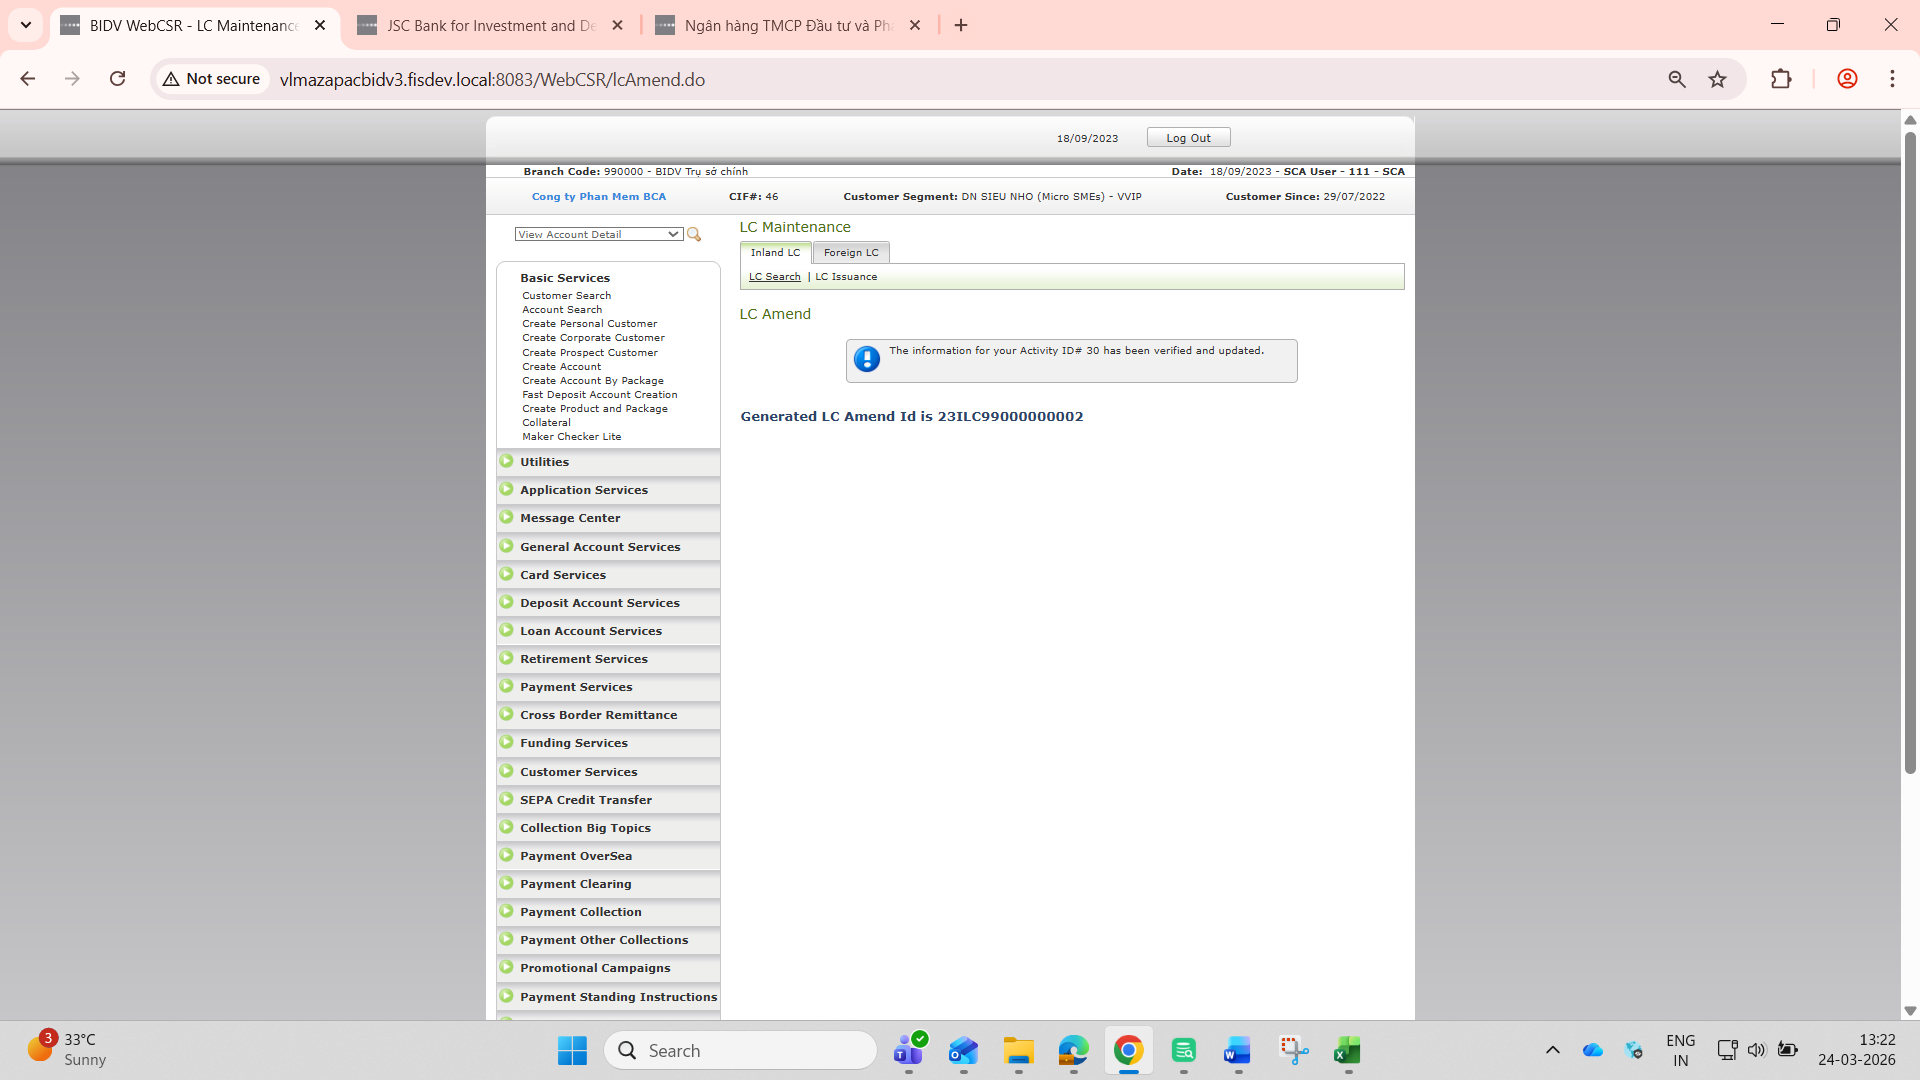 BIDV WebCSR - LC Maintenance
JSC Bank for Investment and De
Ngân hàng TMCP Đầu tư và Phá
Not secure
vlmazapacbidv3.fisdev.local:8083/WebCSR/lcAmend.do
18/09/2023
Log Out
Branch Code: 990000 - BIDV Trụ sở chính
Date: 18/09/2023 - SCA User - 111 - SCA
Cong ty Phan Mem BCA
CIF#: 46
Customer Segment: DN SIEU NHO (Micro SMEs) - VVIP
Customer Since: 29/07/2022
View Account Detail
LC Maintenance
Inland LC
Foreign LC
LC Search | LC Issuance
LC Amend
The information for your Activity ID# 30 has been verified and updated.
Generated LC Amend Id is 23ILC99000000002
Basic Services
Customer Search
Account Search
Create Personal Customer
Create Corporate Customer
Create Prospect Customer
Create Account
Create Account By Package
Fast Deposit Account Creation
Create Product and Package
Collateral
Maker Checker Lite
Utilities
Application Services
Message Center
General Account Services
Card Services
Deposit Account Services
Loan Account Services
Retirement Services
Payment Services
Cross Border Remittance
Funding Services
Customer Services
SEPA Credit Transfer
Collection Big Topics
Payment OverSea
Payment Clearing
Payment Collection
Payment Other Collections
Promotional Campaigns
Payment Standing Instructions
3
33°C
Sunny
Search
ENG
IN
13:22
24-03-2026